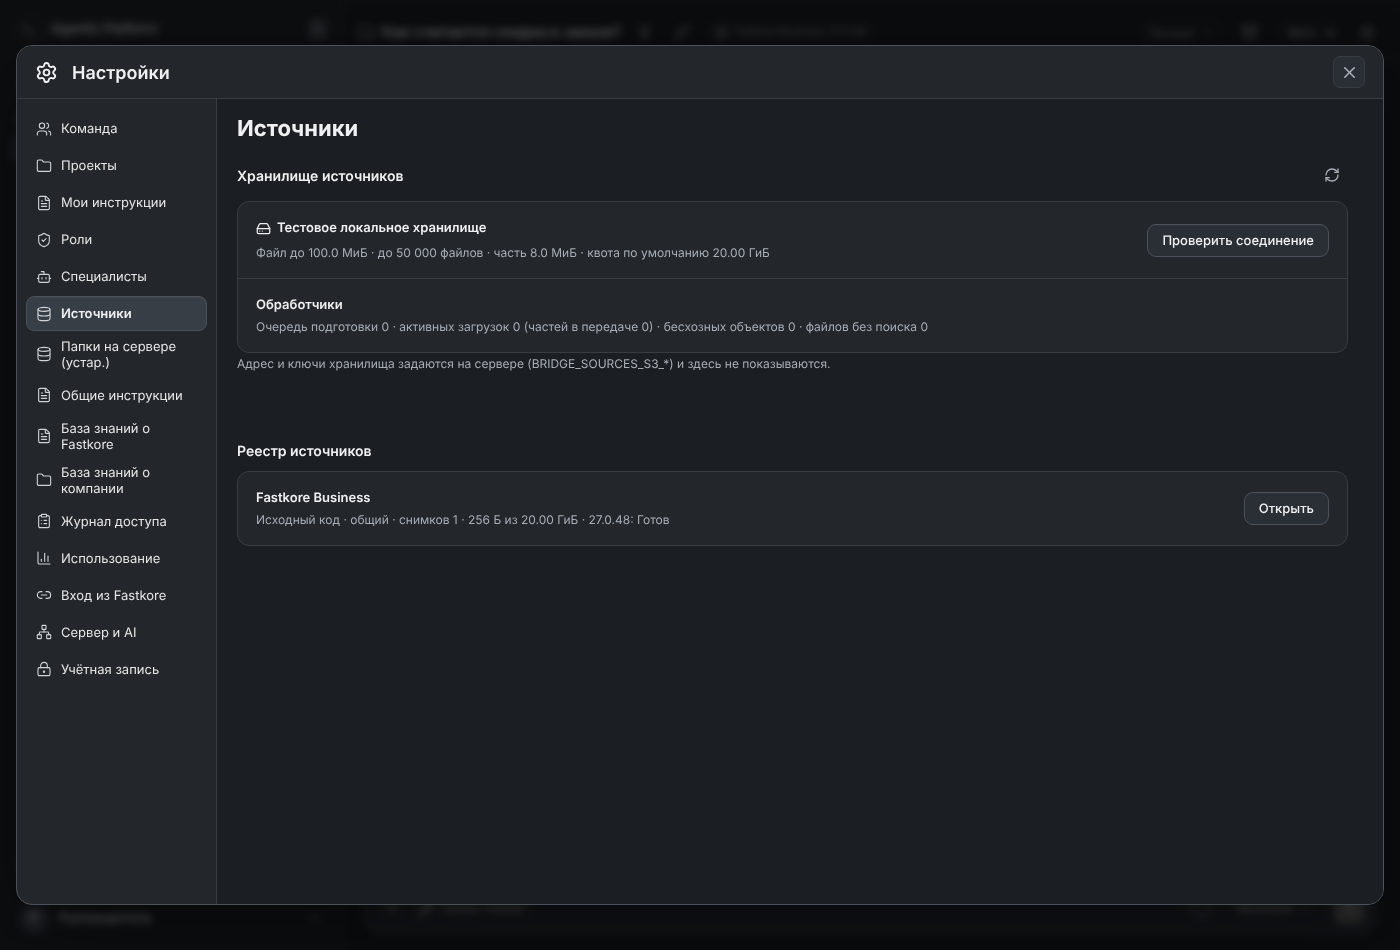 Настройки
Команда
Проекты
Мои инструкции
Роли
Специалисты
Источники
Папки на сервере
(устар.)
Общие инструкции
База знаний о
Fastkore
База знаний о
компании
Журнал доступа
Использование
Вход из Fastkore
Сервер и AI
Учётная запись
Источники
Хранилище источников
Тестовое локальное хранилище
Файл до 100.0 МиБ · до 50 000 файлов · часть 8.0 МиБ · квота по умолчанию 20.00 ГиБ
Проверить соединение
Обработчики
Очередь подготовки 0 · активных загрузок 0 (частей в передаче 0) · бесхозных объектов 0 · файлов без поиска 0
Адрес и ключи хранилища задаются на сервере (BRIDGE_SOURCES_S3_*) и здесь не показываются.
Реестр источников
Fastkore Business
Исходный код · общий · снимков 1 · 256 Б из 20.00 ГиБ · 27.0.48: Готов
Открыть